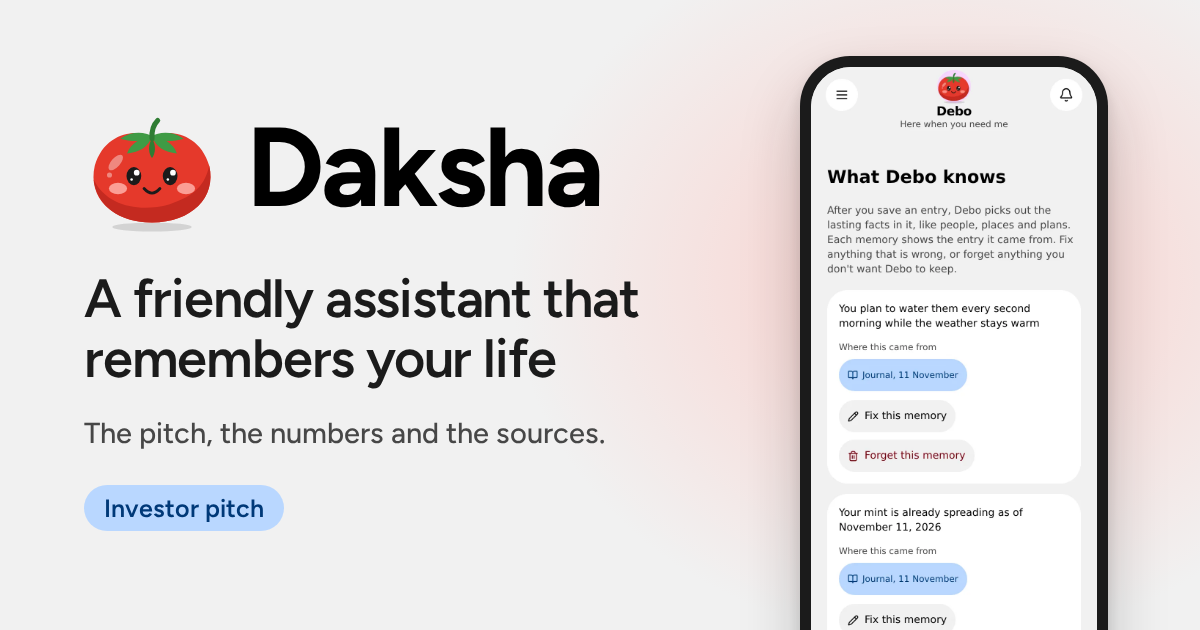 Daksha
A friendly assistant that
remembers your life
The pitch, the numbers and the sources.
Investor pitch
Debo
Here when you need me
What Debo knows
After you save an entry, Debo picks out the
lasting facts in it, like people, places and plans.
Each memory shows the entry it came from. Fix
anything that is wrong, or forget anything you
don't want Debo to keep.
You plan to water them every second
morning while the weather stays warm
Where this came from
Journal, 11 November
Fix this memory
Forget this memory
Your mint is already spreading as of
November 11, 2026
Where this came from
Journal, 11 November
Fix this memory